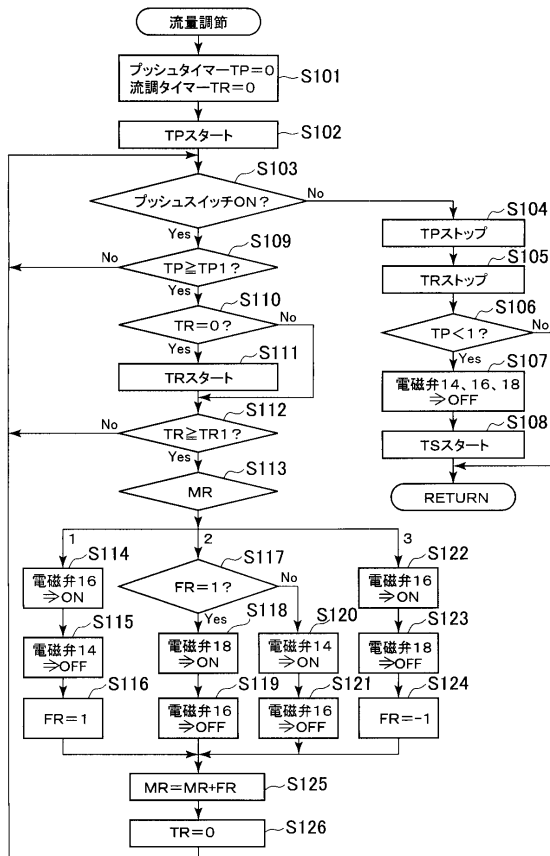 流量調節
プッシュタイマーTP=0
流調タイマーTR=0
S101
TPスタート
S102
S103
プッシュスイッチON?
No
Yes
S104
TPストップ
S105
TRストップ
S106
TP<1?
No
Yes
S107
電磁弁14、16、18
⇒OFF
S108
TSスタート
RETURN
S109
TP≧TP1?
No
Yes
S110
TR=0?
No
Yes
S111
TRスタート
S112
TR≧TR1?
No
Yes
S113
MR
1
2
3
S114
電磁弁16
⇒ON
S115
電磁弁14
⇒OFF
S116
FR=1
S117
FR=1?
No
Yes
S118
電磁弁18
⇒ON
S119
電磁弁16
⇒OFF
S120
電磁弁14
⇒ON
S121
電磁弁16
⇒OFF
S122
電磁弁16
⇒ON
S123
電磁弁18
⇒OFF
S124
FR=-1
S125
MR=MR+FR
S126
TR=0